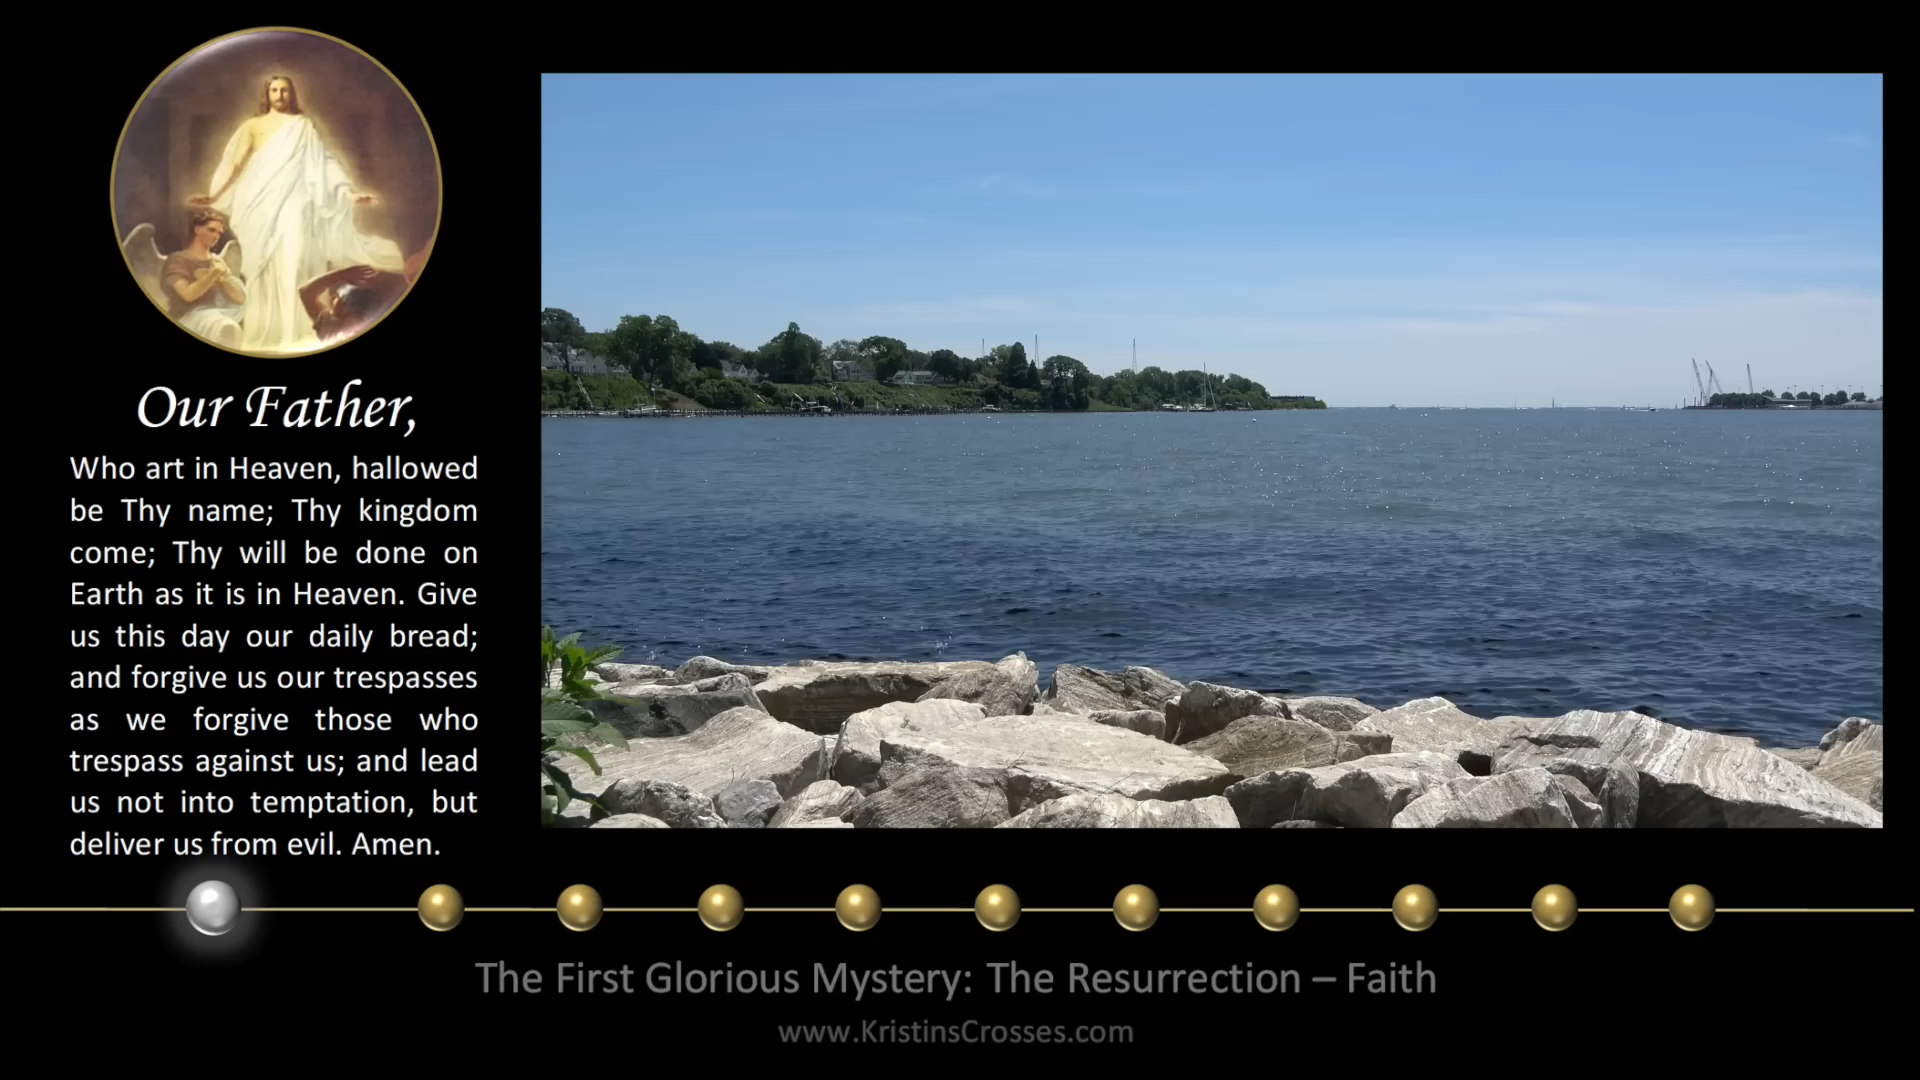 Our Father,
Who art in Heaven, hallowed
be Thy name; Thy kingdom
come; Thy will be done on
Earth as it is in Heaven. Give
us this day our daily bread;
and forgive us our trespasses
as we forgive those who
trespass against us; and lead
us not into temptation, but
deliver us from evil. Amen.
The First Glorious Mystery: The Resurrection – Faith
www.KristinsCrosses.com